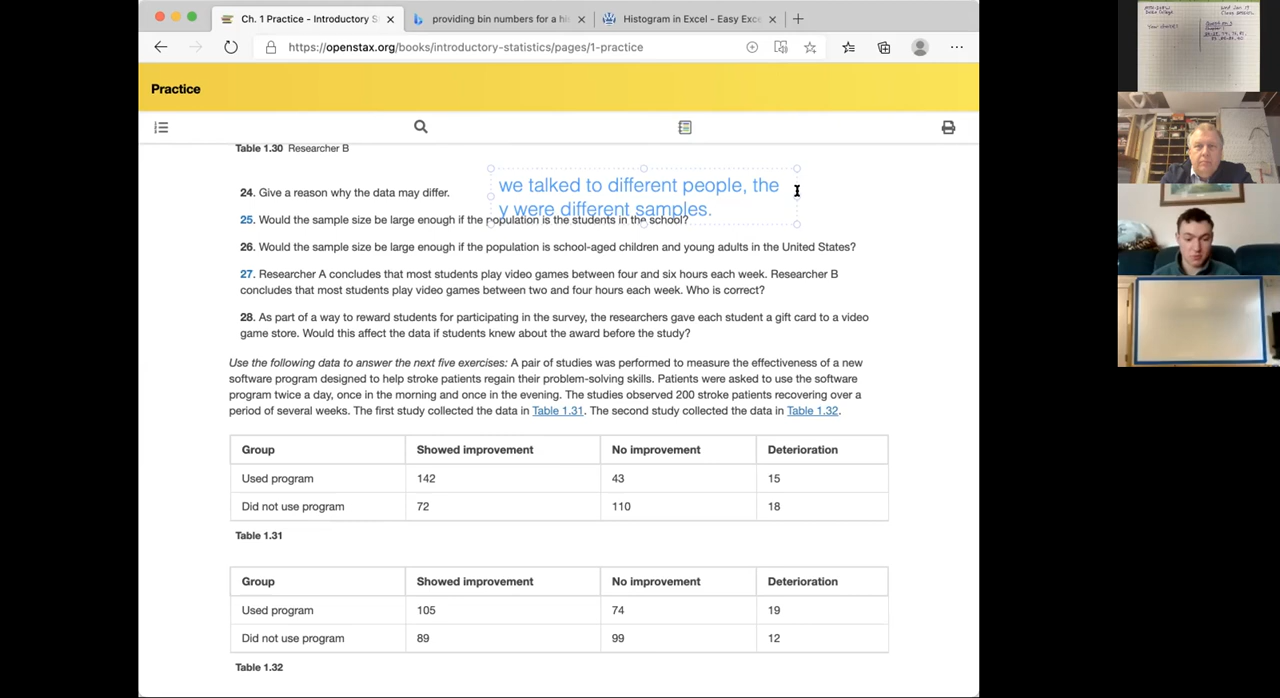 Ch. 1 Practice - Introductory S
providing bin numbers for a hi
Histogram in Excel - Easy Exce
https://openstax.org/books/introductory-statistics/pages/1-practice
Practice
Table 1.30 Researcher B
we talked to different people, the
y were different samples.
24. Give a reason why the data may differ.
25. Would the sample size be large enough if the population is the students in the school?
26. Would the sample size be large enough if the population is school-aged children and young adults in the United States?
27. Researcher A concludes that most students play video games between four and six hours each week. Researcher B
concludes that most students play video games between two and four hours each week. Who is correct?
28. As part of a way to reward students for participating in the survey, the researchers gave each student a gift card to a video
game store. Would this affect the data if students knew about the award before the study?
Use the following data to answer the next five exercises: A pair of studies was performed to measure the effectiveness of a new
software program designed to help stroke patients regain their problem-solving skills. Patients were asked to use the software
program twice a day, once in the morning and once in the evening. The studies observed 200 stroke patients recovering over a
period of several weeks. The first study collected the data in Table 1.31. The second study collected the data in Table 1.32.
Group Showed improvement No improvement Deterioration
Used program 142 43 15
Did not use program 72 110 18
Table 1.31
Group Showed improvement No improvement Deterioration
Used program 105 74 19
Did not use program 89 99 12
Table 1.32